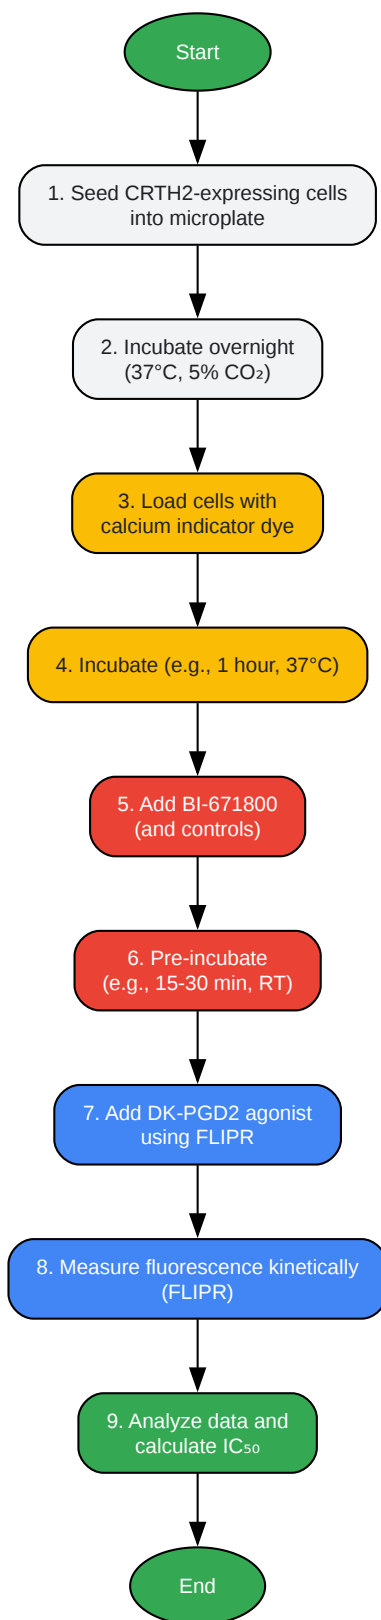 Start
1. Seed CRTH2-expressing cells
into microplate
2. Incubate overnight
(37°C, 5% CO₂)
3. Load cells with
calcium indicator dye
4. Incubate (e.g., 1 hour, 37°C)
5. Add BI-671800
(and controls)
6. Pre-incubate
(e.g., 15-30 min, RT)
7. Add DK-PGD2 agonist
using FLIPR
8. Measure fluorescence kinetically
(FLIPR)
9. Analyze data and
calculate IC₅₀
End